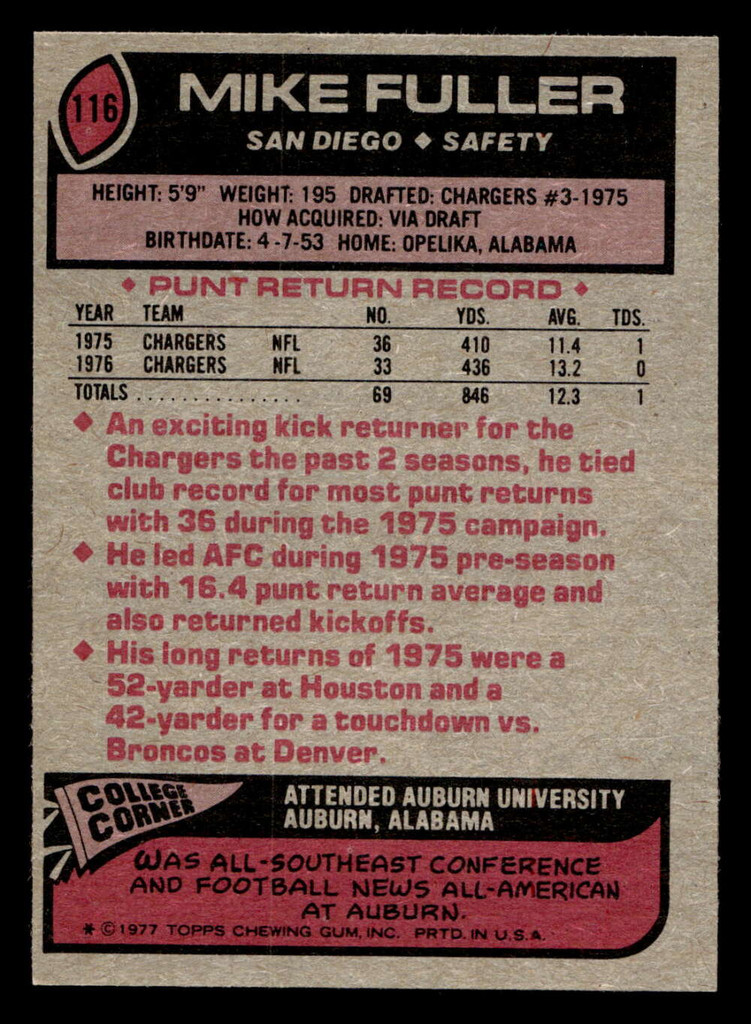 116
MIKE FULLER
SAN DIEGO ◆ SAFETY
HEIGHT: 5'9" WEIGHT: 195 DRAFTED: CHARGERS #3-1975
HOW ACQUIRED: VIA DRAFT
BIRTHDATE: 4-7-53 HOME: OPELIKA, ALABAMA
◆ PUNT RETURN RECORD ◆
YEAR TEAM NO. YDS. AVG. TDS.
1975 CHARGERS NFL 36 410 11.4 1
1976 CHARGERS NFL 33 436 13.2 0
TOTALS ................ 69 846 12.3 1
◆ An exciting kick returner for the
Chargers the past 2 seasons, he tied
club record for most punt returns
with 36 during the 1975 campaign.
◆ He led AFC during 1975 pre-season
with 16.4 punt return average and
also returned kickoffs.
◆ His long returns of 1975 were a
52-yarder at Houston and a
42-yarder for a touchdown vs.
Broncos at Denver.
COLLEGE
CORNER
ATTENDED AUBURN UNIVERSITY
AUBURN, ALABAMA
WAS ALL-SOUTHEAST CONFERENCE
AND FOOTBALL NEWS ALL-AMERICAN
AT AUBURN.
* © 1977 TOPPS CHEWING GUM, INC. PRTD. IN U.S.A.